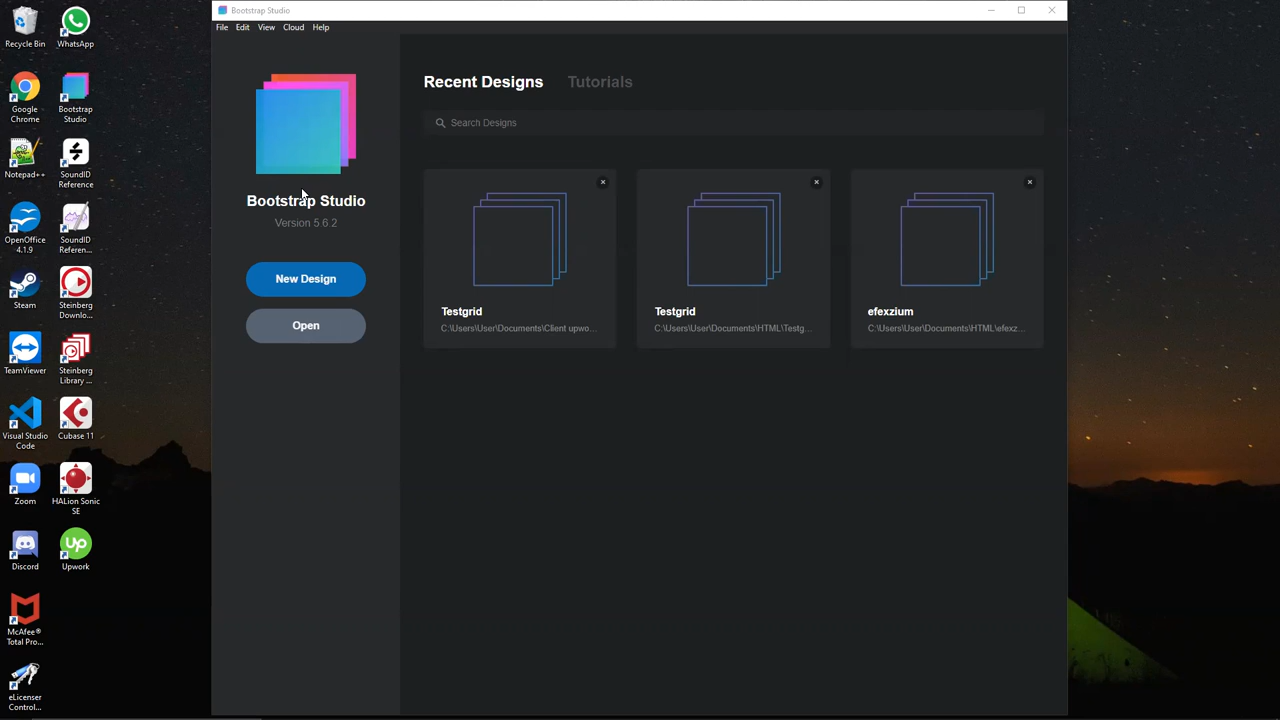 Recycle Bin
WhatsApp
Google
Chrome
Bootstrap
Studio
Notepad++
SoundID
Reference
OpenOffice
4.1.9
SoundID
Referen...
Steam
Steinberg
Downlo...
TeamViewer
Steinberg
Library ...
Visual Studio
Code
Cubase 11
Zoom
HALion Sonic
SE
Discord
Upwork
McAfee®
Total Pro...
eLicenser
Control...
Bootstrap Studio
File Edit View Cloud Help
Bootstrap Studio
Version 5.6.2
New Design
Open
Recent Designs Tutorials
Search Designs
Testgrid
C:\Users\User\Documents\Client upwo...
Testgrid
C:\Users\User\Documents\HTML\Testg...
efexzium
C:\Users\User\Documents\HTML\efexz...